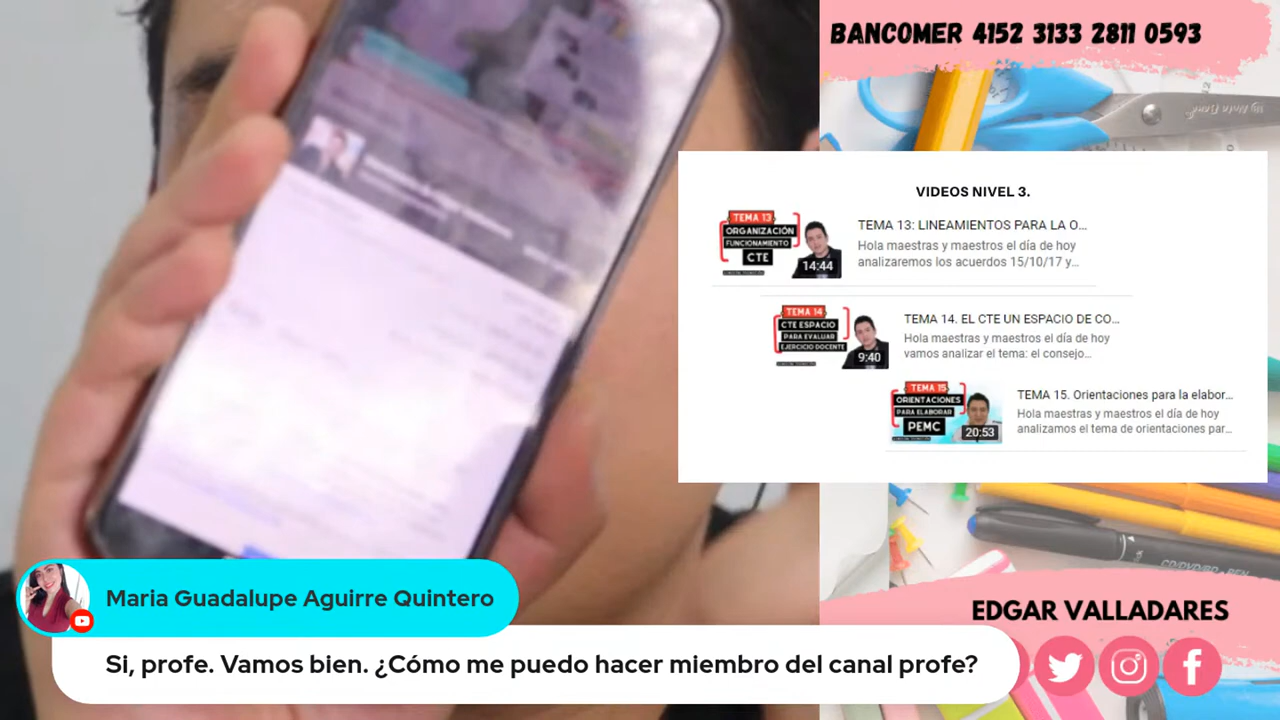 BANCOMER 4152 3133 2811 0593
VIDEOS NIVEL 3.
TEMA 13
ORGANIZACIÓN
FUNCIONAMIENTO
CTE
14:44
TEMA 13: LINEAMIENTOS PARA LA O...
Hola maestras y maestros el día de hoy
analizaremos los acuerdos 15/10/17 y...
TEMA 14
CTE ESPACIO
PARA EVALUAR
EJERCICIO DOCENTE
9:40
TEMA 14. EL CTE UN ESPACIO DE CO...
Hola maestras y maestros el día de hoy
vamos analizar el tema: el consejo...
TEMA 15
ORIENTACIONES
PARA ELABORAR
PEMC
20:53
TEMA 15. Orientaciones para la elabor...
Hola maestras y maestros el día de hoy
analizamos el tema de orientaciones par...
CD/DVD/BD
EDGAR VALLADARES
Maria Guadalupe Aguirre Quintero
Si, profe. Vamos bien. ¿Cómo me puedo hacer miembro del canal profe?